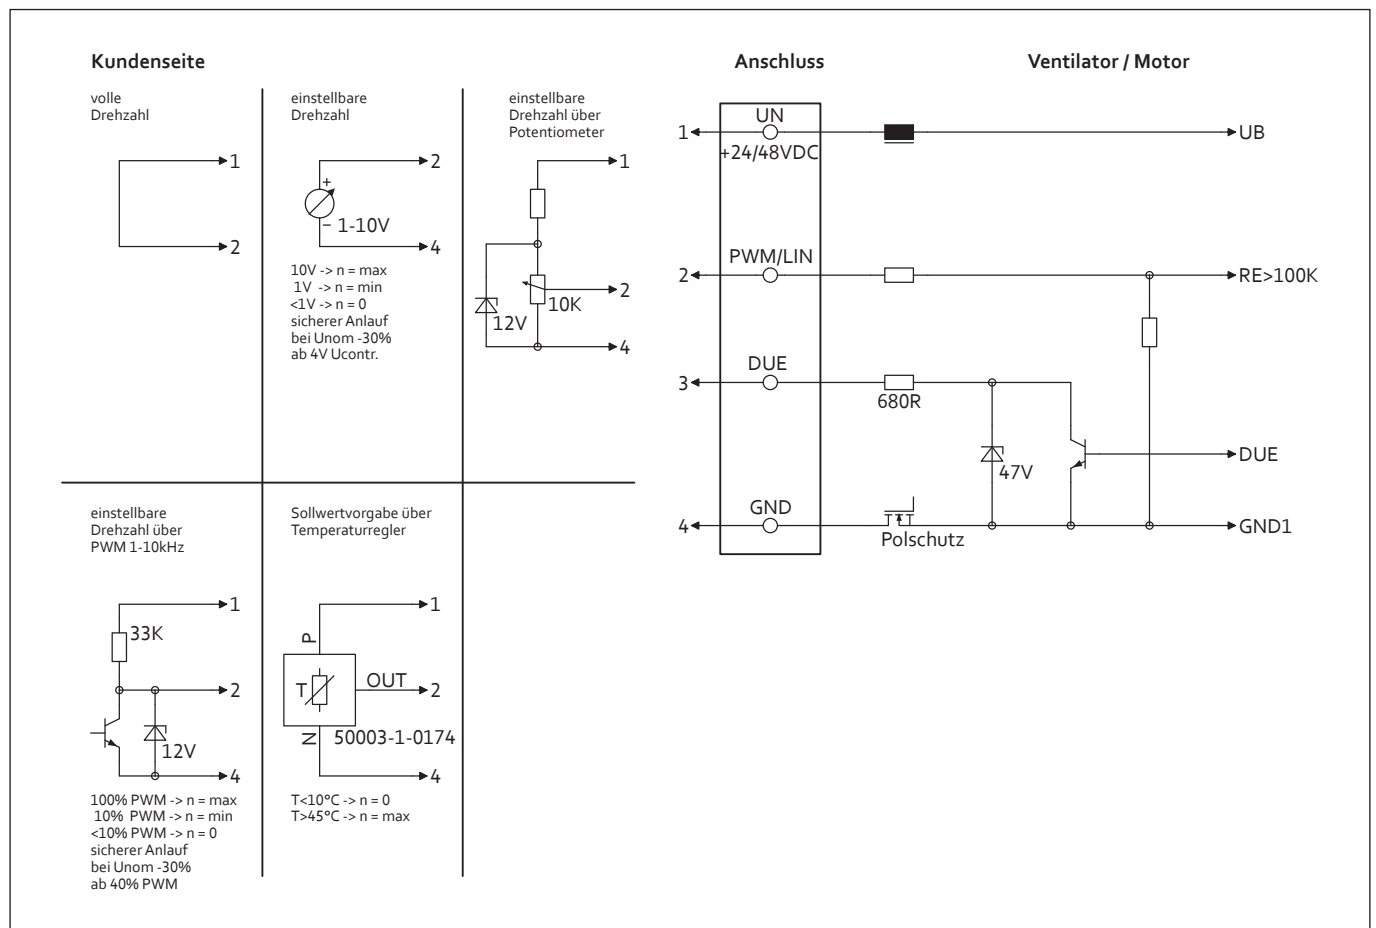 Kundenseite
Anschluss
Ventilator / Motor
volle
Drehzahl
1
2
einstellbare
Drehzahl
2
+
– 1-10V
4
10V -> n = max
1V -> n = min
<1V -> n = 0
sicherer Anlauf
bei Unom -30%
ab 4V Ucontr.
einstellbare
Drehzahl über
Potentiometer
1
2
10K
12V
4
einstellbare
Drehzahl über
PWM 1-10kHz
1
33K
2
12V
4
100% PWM -> n = max
10% PWM -> n = min
<10% PWM -> n = 0
sicherer Anlauf
bei Unom -30%
ab 40% PWM
Sollwertvorgabe über
Temperaturregler
1
P
T
OUT
2
N
50003-1-0174
4
T<10°C -> n = 0
T>45°C -> n = max
1
UN
+24/48VDC
UB
2
PWM/LIN
RE>100K
3
DUE
680R
47V
DUE
4
GND
Polschutz
GND1